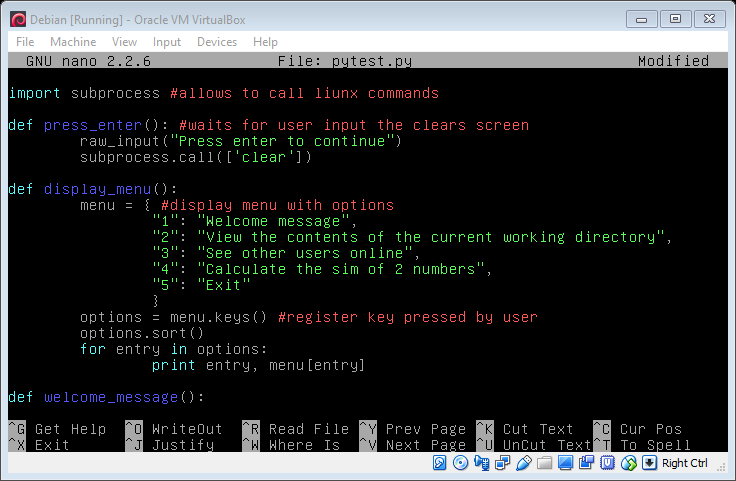 Debian [Running] - Oracle VM VirtualBox
File Machine View Input Devices Help
GNU nano 2.2.6 File: pytest.py Modified
import subprocess #allows to call liunx commands
def press_enter(): #waits for user input the clears screen
raw_input("Press enter to continue")
subprocess.call(['clear'])
def display_menu():
menu = { #display menu with options
"1": "Welcome message",
"2": "View the contents of the current working directory",
"3": "See other users online",
"4": "Calculate the sim of 2 numbers",
"5": "Exit"
}
options = menu.keys() #register key pressed by user
options.sort()
for entry in options:
print entry, menu[entry]
def welcome_message():
^G Get Help ^O WriteOut ^R Read File ^Y Prev Page ^K Cut Text ^C Cur Pos
^X Exit ^J Justify ^W Where Is ^V Next Page ^U UnCut Text ^T To Spell
Right Ctrl